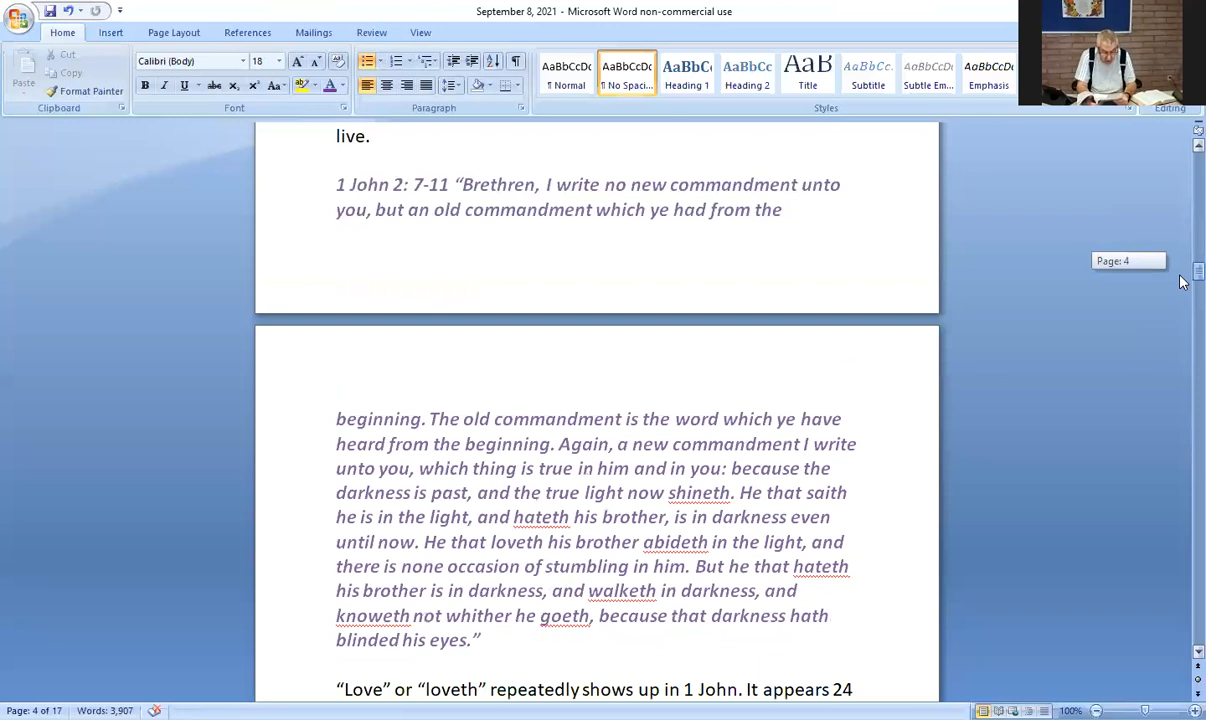 September 8, 2021 - Microsoft Word non-commercial use
Home
Insert
Page Layout
References
Mailings
Review
View
Paste
Cut
Copy
Format Painter
Clipboard
Calibri (Body)
18
Font
Paragraph
AaBbCcDc
¶ Normal
AaBbCcDc
¶ No Spaci...
AaBbCc
Heading 1
AaBbCc
Heading 2
AaB
Title
AaBbCc
Subtitle
AaBbCcDc
Subtle Em...
AaBbCcDc
Emphasis
Styles
Editing
live.
1 John 2: 7-11 “Brethren, I write no new commandment unto
you, but an old commandment which ye had from the
Page: 4
beginning. The old commandment is the word which ye have
heard from the beginning. Again, a new commandment I write
unto you, which thing is true in him and in you: because the
darkness is past, and the true light now shineth. He that saith
he is in the light, and hateth his brother, is in darkness even
until now. He that loveth his brother abideth in the light, and
there is none occasion of stumbling in him. But he that hateth
his brother is in darkness, and walketh in darkness, and
knoweth not whither he goeth, because that darkness hath
blinded his eyes.”
“Love” or “loveth” repeatedly shows up in 1 John. It appears 24
Page: 4 of 17
Words: 3,907
100%